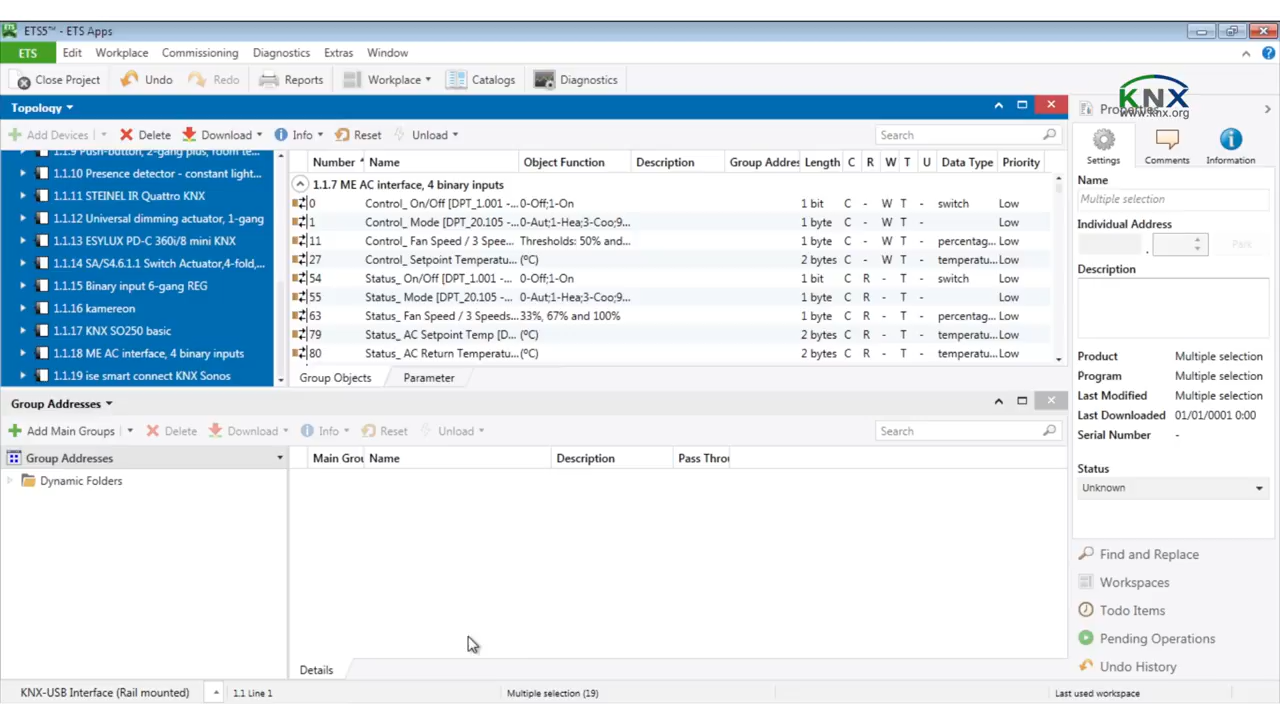 ETS5™ - ETS Apps
ETS Edit Workplace Commissioning Diagnostics Extras Window
Close Project Undo Redo Reports Workplace Catalogs Diagnostics
KNX
www.knx.org
Topology
Add Devices Delete Download Info Reset Unload Search
1.1.9 Push-button, 2-gang plus, room te...
1.1.10 Presence detector - constant light...
1.1.11 STEINEL IR Quattro KNX
1.1.12 Universal dimming actuator, 1-gang
1.1.13 ESYLUX PD-C 360i/8 mini KNX
1.1.14 SA/S4.6.1.1 Switch Actuator,4-fold,...
1.1.15 Binary input 6-gang REG
1.1.16 kamereon
1.1.17 KNX SO250 basic
1.1.18 ME AC interface, 4 binary inputs
1.1.19 ise smart connect KNX Sonos
Number Name Object Function Description Group Addres Length C R W T U Data Type Priority
1.1.7 ME AC interface, 4 binary inputs
0 Control_ On/Off [DPT_1.001 -... 0-Off;1-On 1 bit C - W T - switch Low
1 Control_ Mode [DPT_20.105 -... 0-Aut;1-Hea;3-Coo;9... 1 byte C - W T - Low
11 Control_ Fan Speed / 3 Spee... Thresholds: 50% and... 1 byte C - W T - percentag... Low
27 Control_ Setpoint Temperatu... (ºC) 2 bytes C - W T - temperatu... Low
54 Status_ On/Off [DPT_1.001 -... 0-Off;1-On 1 bit C R - T - switch Low
55 Status_ Mode [DPT_20.105 -... 0-Aut;1-Hea;3-Coo;9... 1 byte C R - T - Low
63 Status_ Fan Speed / 3 Speeds... 33%, 67% and 100% 1 byte C R - T - percentag... Low
79 Status_ AC Setpoint Temp [D... (ºC) 2 bytes C R - T - temperatu... Low
80 Status_ AC Return Temperatu... (ºC) 2 bytes C R - T - temperatu... Low
Group Objects Parameter
Group Addresses
Add Main Groups Delete Download Info Reset Unload Search
Group Addresses
Dynamic Folders
Main Grou Name Description Pass Throu
Details
Settings Comments Information
Name
Multiple selection
Individual Address
. Park
Description
Product Multiple selection
Program Multiple selection
Last Modified Multiple selection
Last Downloaded 01/01/0001 0:00
Serial Number -
Status
Unknown
Find and Replace
Workspaces
Todo Items
Pending Operations
Undo History
KNX-USB Interface (Rail mounted) 1.1 Line 1 Multiple selection (19) Last used workspace